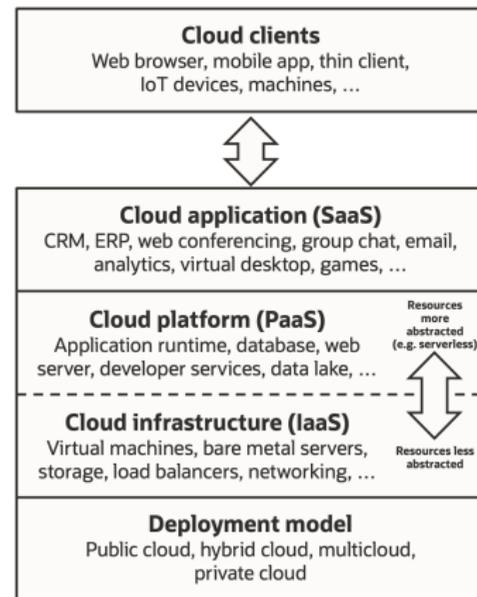 Cloud clients
Web browser, mobile app, thin client,
IoT devices, machines, ...
Cloud application (SaaS)
CRM, ERP, web conferencing, group chat, email,
analytics, virtual desktop, games, ...
Cloud platform (PaaS)
Application runtime, database, web
server, developer services, data lake, ...
Resources
more
abstracted
(e.g. serverless)
Cloud infrastructure (IaaS)
Virtual machines, bare metal servers,
storage, load balancers, networking, ...
Resources less
abstracted
Deployment model
Public cloud, hybrid cloud, multicloud,
private cloud